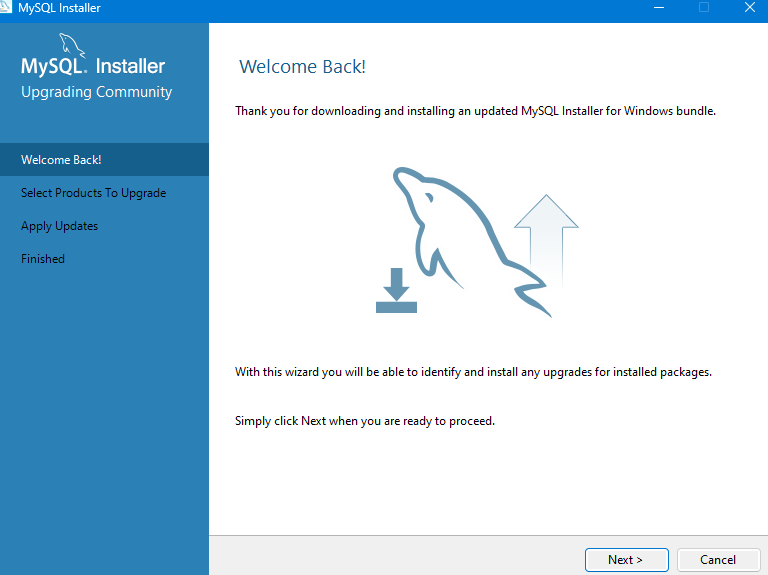 MySQL Installer
MySQL. Installer
Upgrading Community
Welcome Back!
Select Products To Upgrade
Apply Updates
Finished
Welcome Back!
Thank you for downloading and installing an updated MySQL Installer for Windows bundle.
With this wizard you will be able to identify and install any upgrades for installed packages.
Simply click Next when you are ready to proceed.
Next >
Cancel